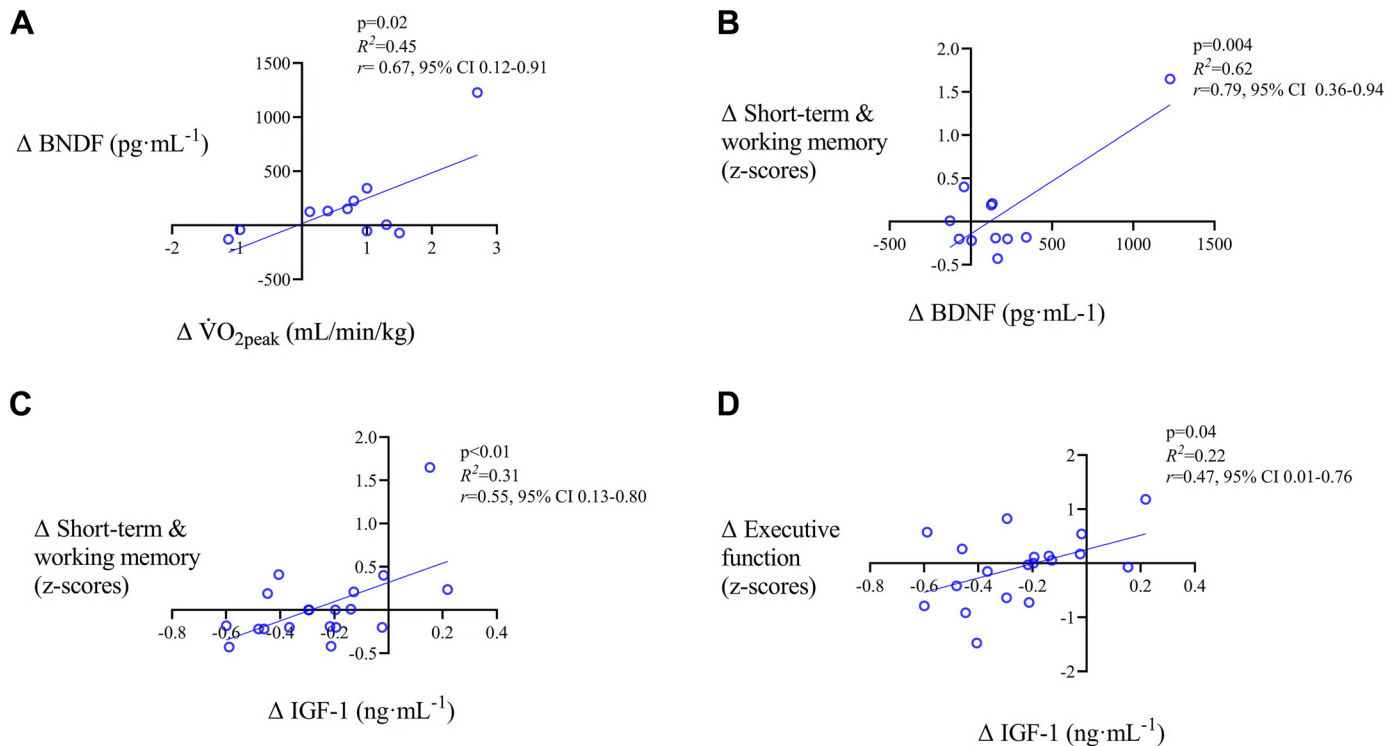 A
p=0.02
R²=0.45
r= 0.67, 95% CI 0.12-0.91
1500
1000
500
-500
-2
-1
1
2
3
Δ BNDF (pg·mL⁻¹)
Δ V̇O₂peak (mL/min/kg)
B
p=0.004
R²=0.62
r=0.79, 95% CI 0.36-0.94
2.0
1.5
1.0
0.5
-0.5
-500
500
1000
1500
Δ Short-term &
working memory
(z-scores)
Δ BDNF (pg·mL-1)
C
p<0.01
R²=0.31
r=0.55, 95% CI 0.13-0.80
2.0
1.5
1.0
0.5
-0.5
-0.8
-0.6
-0.4
-0.2
0.2
0.4
Δ Short-term &
working memory
(z-scores)
Δ IGF-1 (ng·mL⁻¹)
D
p=0.04
R²=0.22
r=0.47, 95% CI 0.01-0.76
2
1
-1
-2
-0.8
-0.6
-0.4
-0.2
0.2
0.4
Δ Executive
function
(z-scores)
Δ IGF-1 (ng·mL⁻¹)